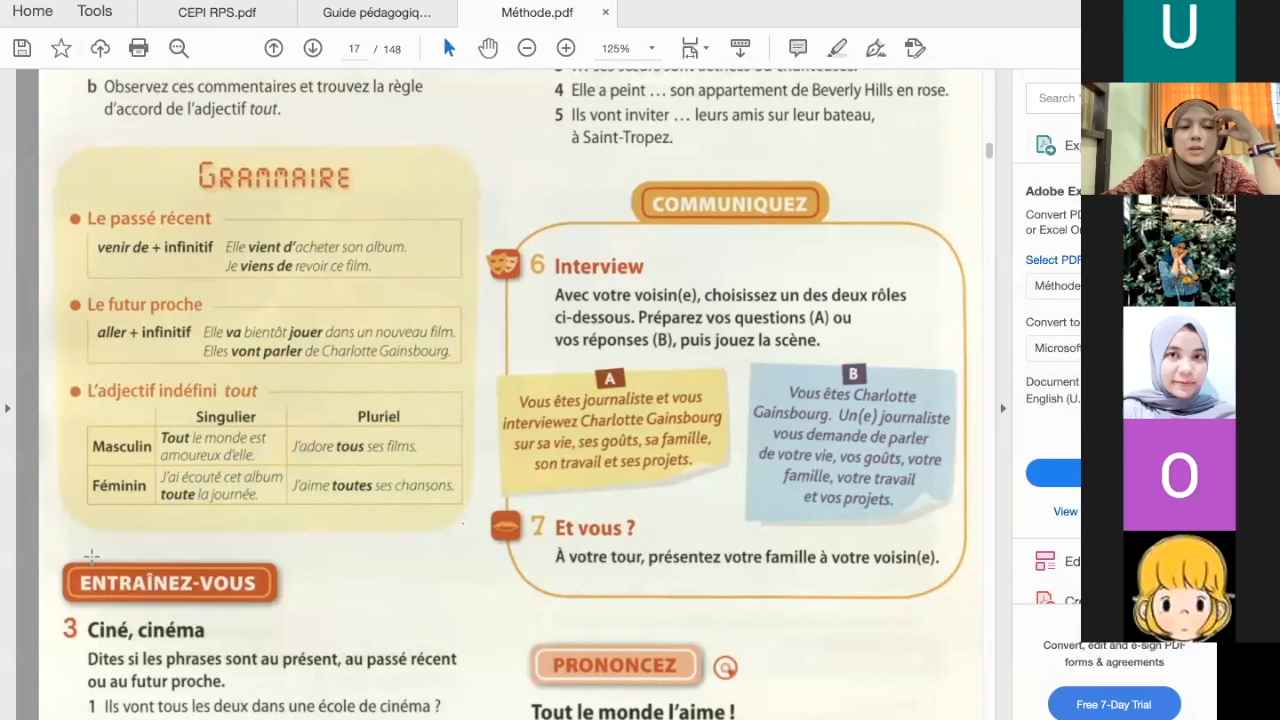 Home
Tools
CEPI RPS.pdf
Guide pédagogiq...
Méthode.pdf
×
17 / 148
125%
b Observez ces commentaires et trouvez la règle
d'accord de l'adjectif tout.
GRAMMAIRE
Le passé récent
venir de + infinitif Elle vient d'acheter son album.
Je viens de revoir ce film.
Le futur proche
aller + infinitif Elle va bientôt jouer dans un nouveau film.
Elles vont parler de Charlotte Gainsbourg.
L'adjectif indéfini tout
Singulier Pluriel
Masculin Tout le monde est amoureux d'elle. J'adore tous ses films.
Féminin J'ai écouté cet album toute la journée. J'aime toutes ses chansons.
ENTRAÎNEZ-VOUS
3 Ciné, cinéma
Dites si les phrases sont au présent, au passé récent
ou au futur proche.
1 Ils vont tous les deux dans une école de cinéma ?
4 Elle a peint ... son appartement de Beverly Hills en rose.
5 Ils vont inviter ... leurs amis sur leur bateau,
à Saint-Tropez.
COMMUNIQUEZ
6 Interview
Avec votre voisin(e), choisissez un des deux rôles
ci-dessous. Préparez vos questions (A) ou
vos réponses (B), puis jouez la scène.
A
Vous êtes journaliste et vous
interviewez Charlotte Gainsbourg
sur sa vie, ses goûts, sa famille,
son travail et ses projets.
B
Vous êtes Charlotte
Gainsbourg. Un(e) journaliste
vous demande de parler
de votre vie, vos goûts, votre
famille, votre travail
et vos projets.
7 Et vous ?
À votre tour, présentez votre famille à votre voisin(e).
PRONONCEZ
Tout le monde l'aime !
Search
Adobe Ex
Convert PD
or Excel On
Select PDF
Méthode
Convert to
Microsof
Document
English (U.
View
Ed
Convert, edit and e-sign PDF
forms & agreements
Free 7-Day Trial
U
O